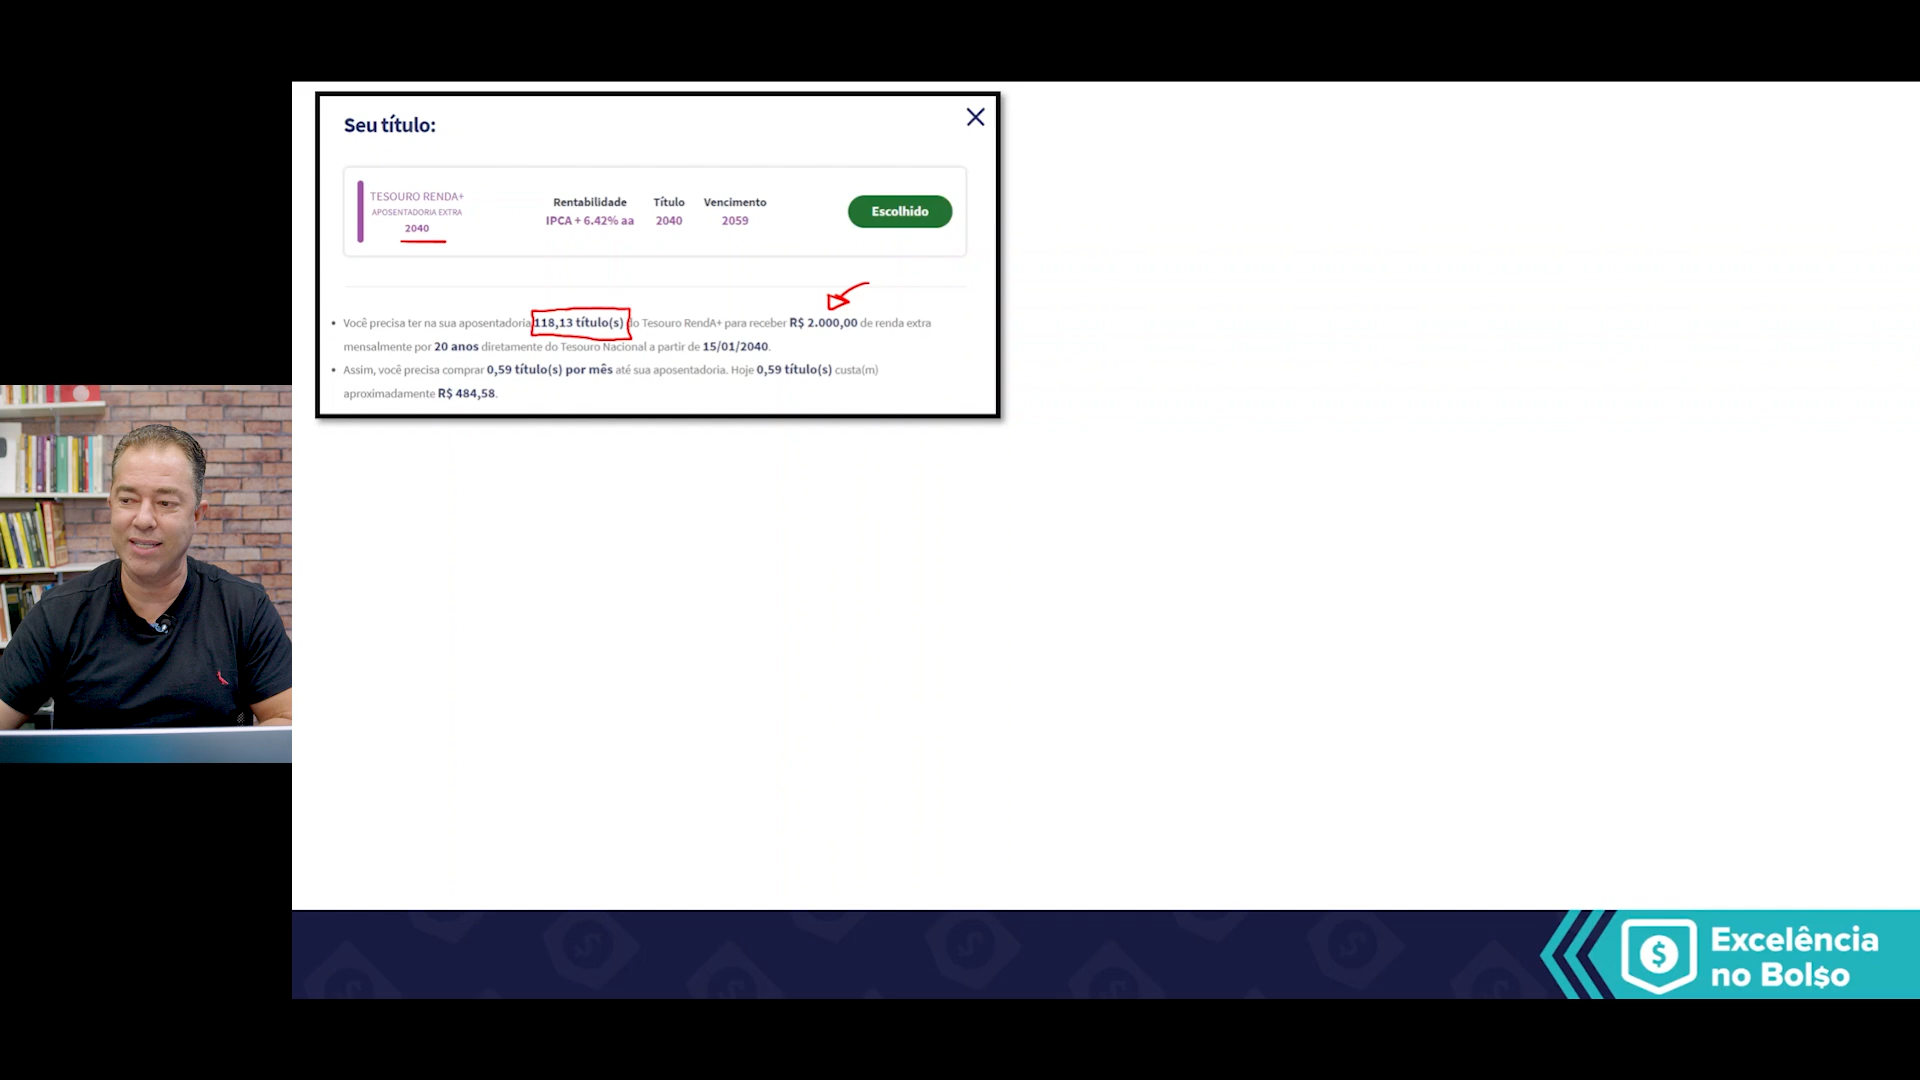 Seu título:
TESOURO RENDA+
APOSENTADORIA EXTRA
2040
Rentabilidade
IPCA + 6.42% aa
Título
2040
Vencimento
2059
Escolhido
Você precisa ter na sua aposentadoria 118,13 título(s) do Tesouro RendA+ para receber R$ 2.000,00 de renda extra
mensalmente por 20 anos diretamente do Tesouro Nacional a partir de 15/01/2040.
Assim, você precisa comprar 0,59 título(s) por mês até sua aposentadoria. Hoje 0,59 título(s) custa(m)
aproximadamente R$ 484,58.
Excelência
no Bol$o